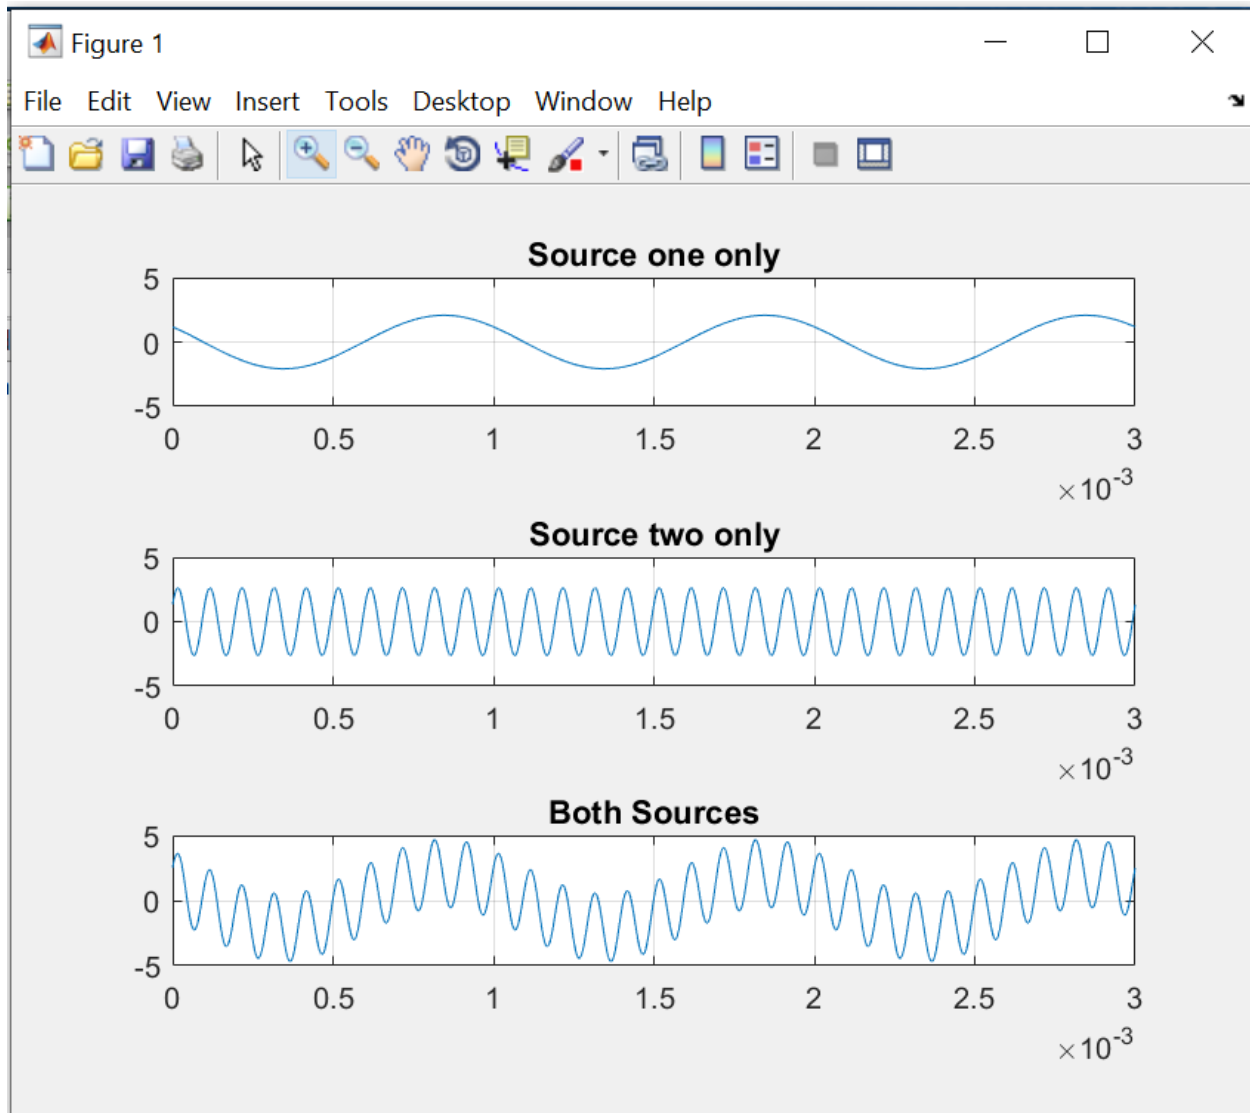 Figure 1
File Edit View Insert Tools Desktop Window Help
Source one only
5
0
-5
0 0.5 1 1.5 2 2.5 3
×10-3
Source two only
5
0
-5
0 0.5 1 1.5 2 2.5 3
×10-3
Both Sources
5
0
-5
0 0.5 1 1.5 2 2.5 3
×10-3